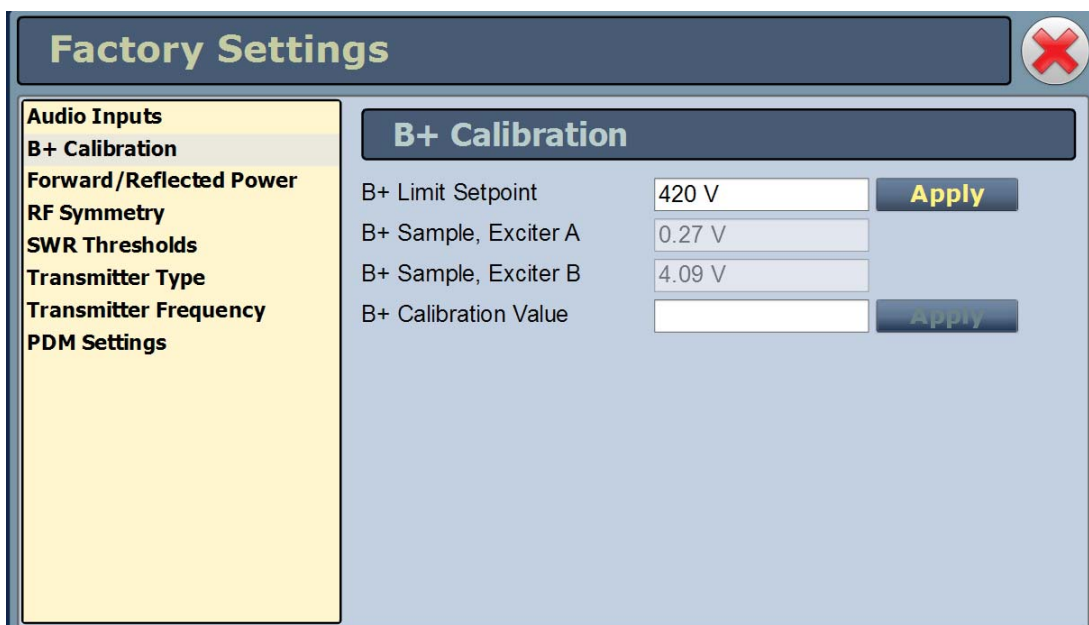 Factory Settings
Audio Inputs
B+ Calibration
Forward/Reflected Power
RF Symmetry
SWR Thresholds
Transmitter Type
Transmitter Frequency
PDM Settings
B+ Calibration
B+ Limit Setpoint 420 V Apply
B+ Sample, Exciter A 0.27 V
B+ Sample, Exciter B 4.09 V
B+ Calibration Value Apply